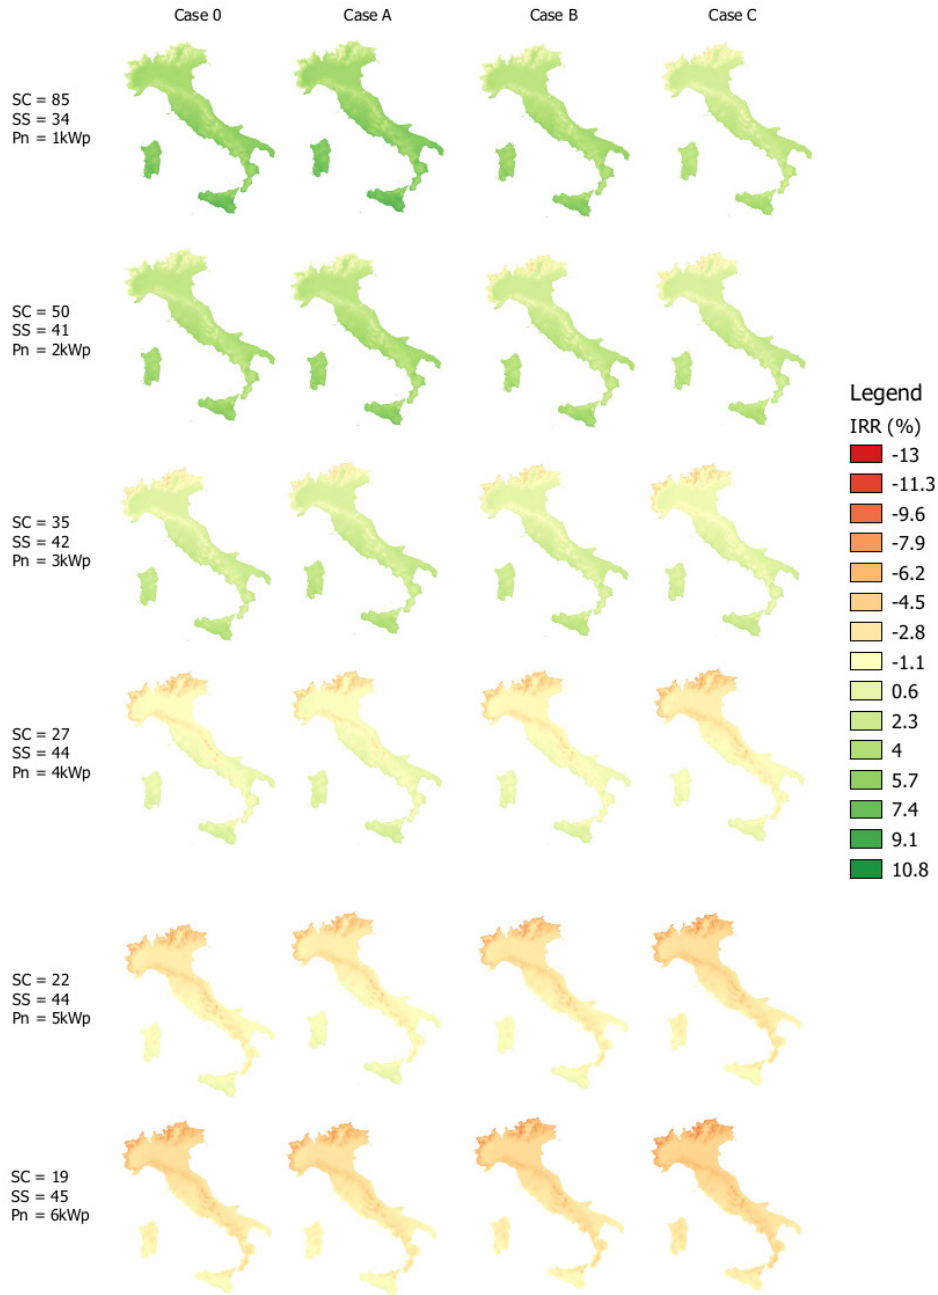 Case 0
Case A
Case B
Case C
SC = 85
SS = 34
Pn = 1kWp
SC = 50
SS = 41
Pn = 2kWp
SC = 35
SS = 42
Pn = 3kWp
SC = 27
SS = 44
Pn = 4kWp
SC = 22
SS = 44
Pn = 5kWp
SC = 19
SS = 45
Pn = 6kWp
Legend
IRR (%)
-13
-11.3
-9.6
-7.9
-6.2
-4.5
-2.8
-1.1
0.6
2.3
4
5.7
7.4
9.1
10.8